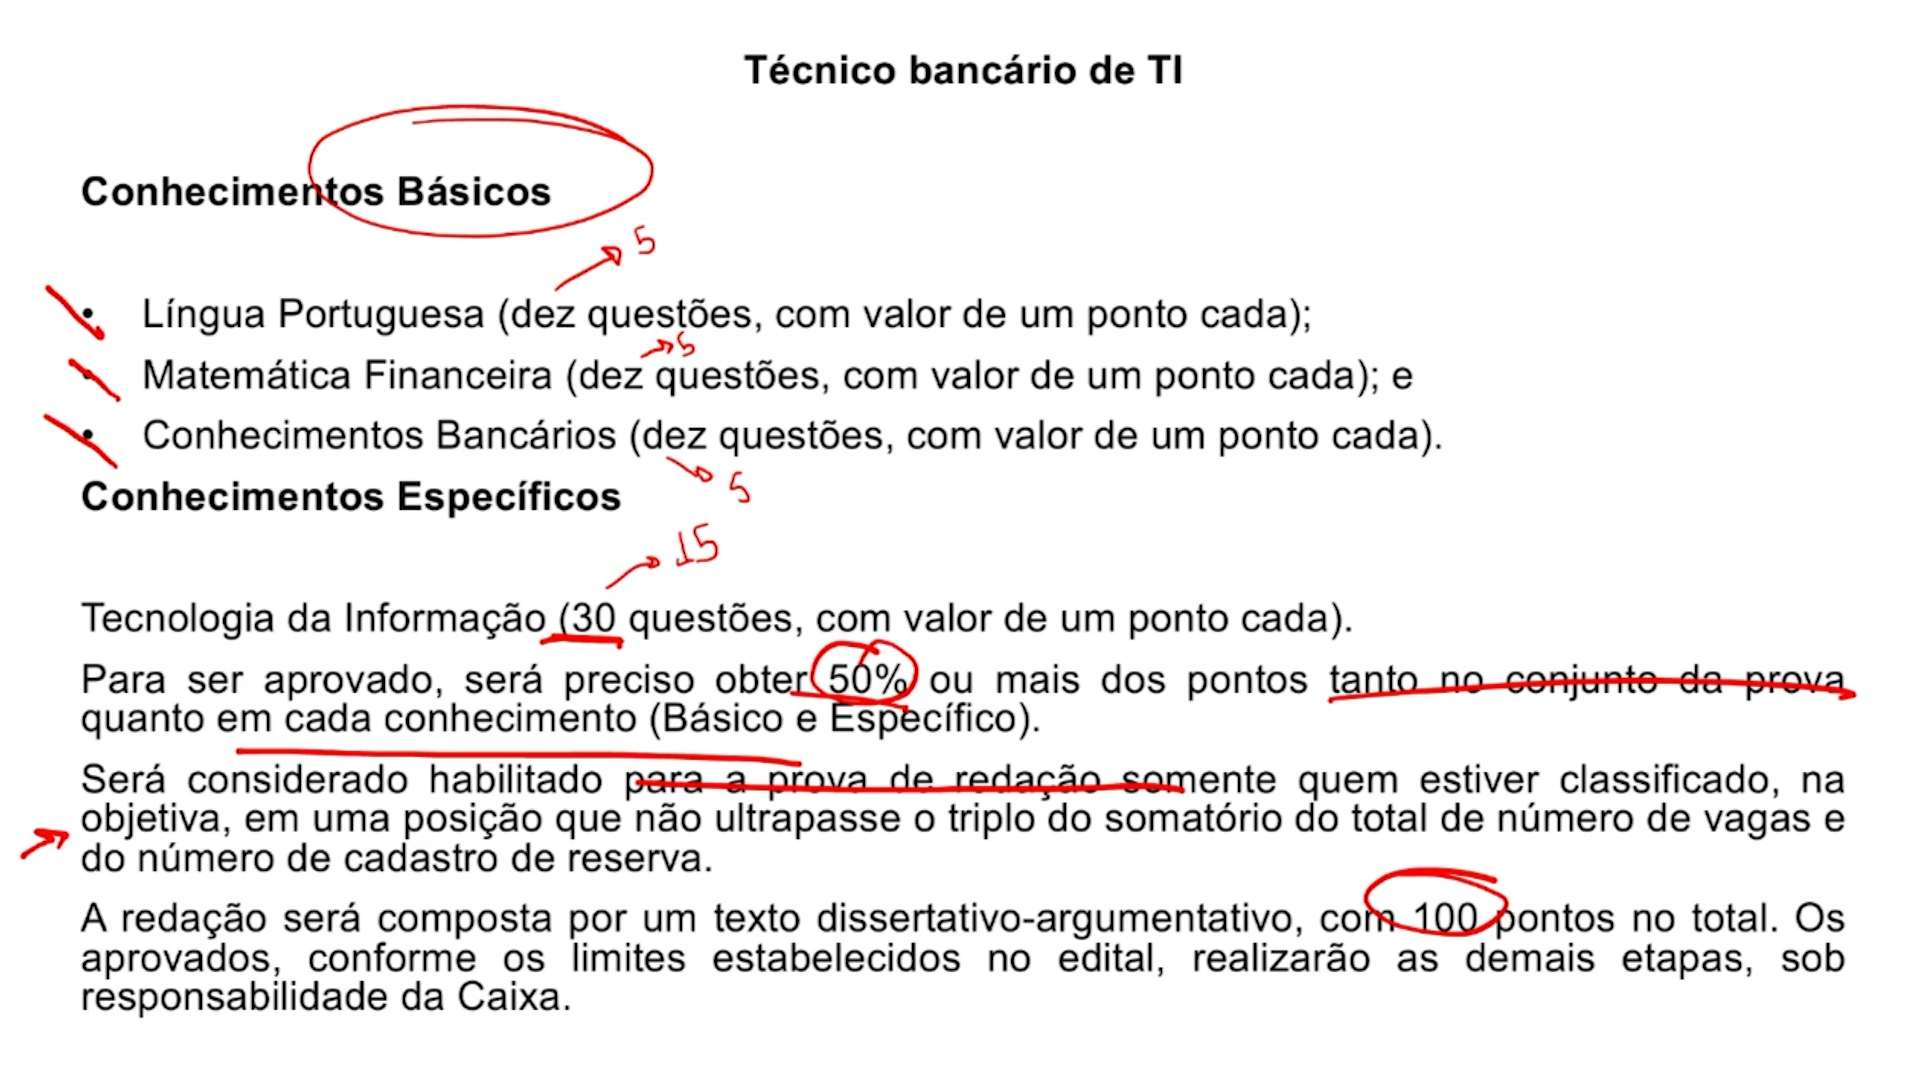 Técnico bancário de TI
Conhecimentos Básicos
5
• Língua Portuguesa (dez questões, com valor de um ponto cada);
5
• Matemática Financeira (dez questões, com valor de um ponto cada); e
• Conhecimentos Bancários (dez questões, com valor de um ponto cada).
5
Conhecimentos Específicos
15
Tecnologia da Informação (30 questões, com valor de um ponto cada).
Para ser aprovado, será preciso obter 50% ou mais dos pontos tanto no conjunto da prova
quanto em cada conhecimento (Básico e Específico).
Será considerado habilitado para a prova de redação somente quem estiver classificado, na
objetiva, em uma posição que não ultrapasse o triplo do somatório do total de número de vagas e
do número de cadastro de reserva.
A redação será composta por um texto dissertativo-argumentativo, com 100 pontos no total. Os
aprovados, conforme os limites estabelecidos no edital, realizarão as demais etapas, sob
responsabilidade da Caixa.